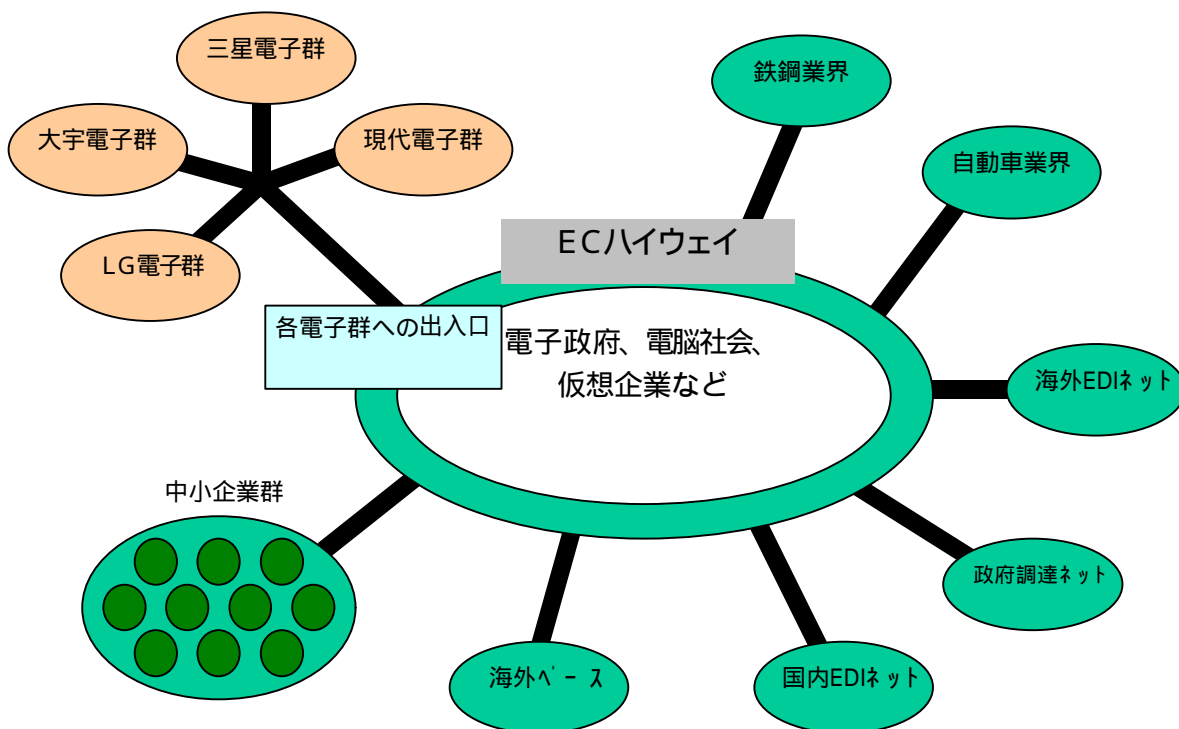 三星電子群
鉄鋼業界
大宇電子群
現代電子群
自動車業界
ECハイウェイ
LG電子群
各電子群への出入口
電子政府、電脳社会、
仮想企業など
海外EDIネット
中小企業群
政府調達ネット
海外ベース
国内EDIネット